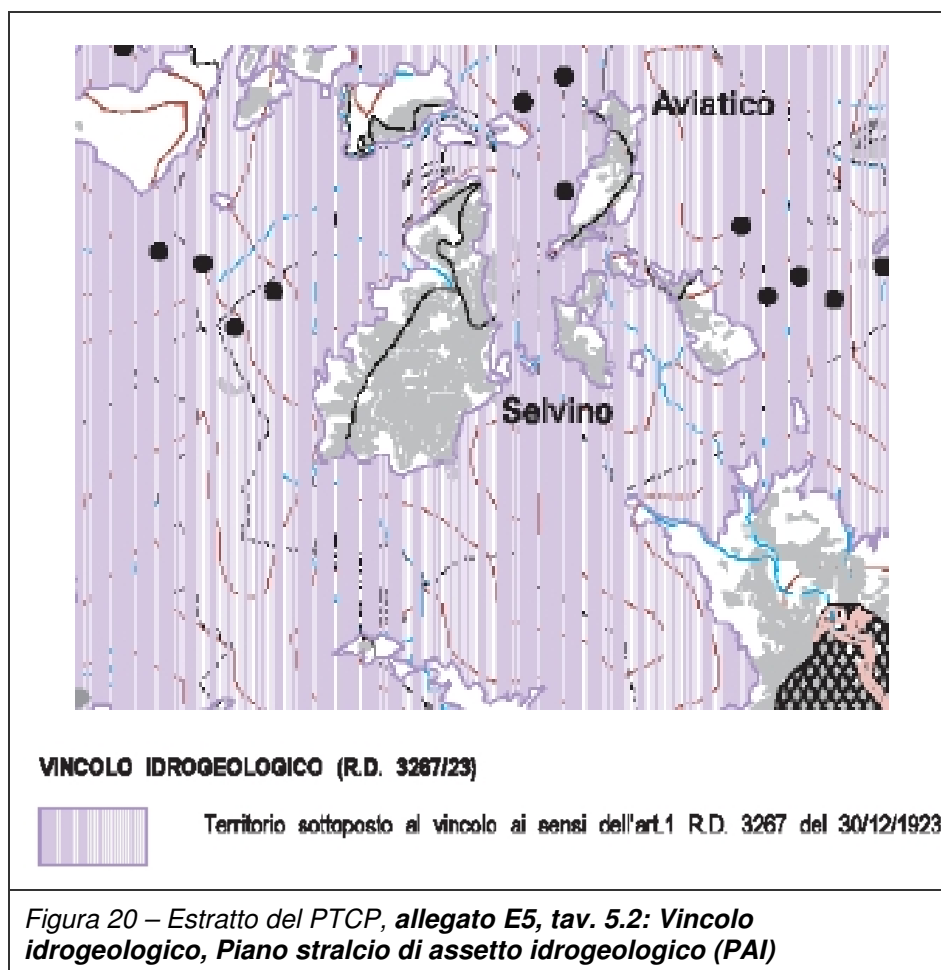 Aviatico
Selvino
VINCOLO IDROGEOLOGICO (R.D. 3267/23)
Territorio sottoposto al vincolo ai sensi dell'art.1 R.D. 3267 del 30/12/1923
Figura 20 – Estratto del PTCP, allegato E5, tav. 5.2: Vincolo
idrogeologico, Piano stralcio di assetto idrogeologico (PAI)